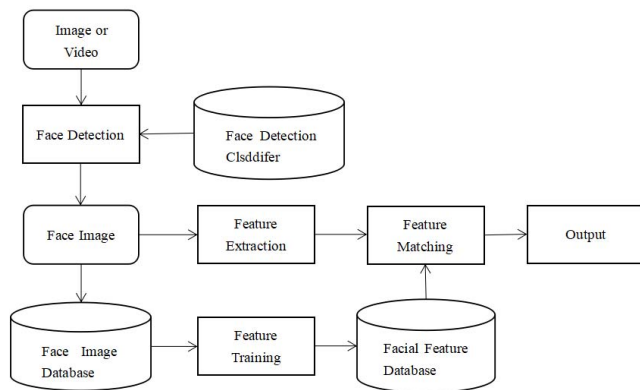 Image or
Video
Face Detection
Face Detection
Clsddifer
Face Image
Feature
Extraction
Feature
Matching
Output
Face Image
Database
Feature
Training
Facial Feature
Database